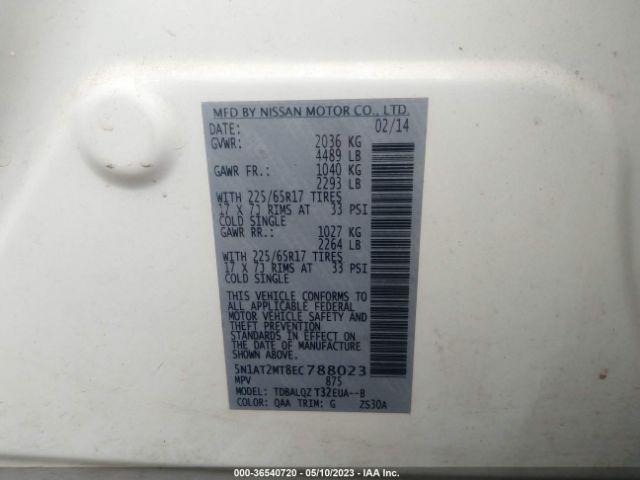 MFD BY NISSAN MOTOR CO., LTD.
DATE: 02/14
GVWR: 2036 KG
4489 LB
GAWR FR.: 1040 KG
2293 LB
WITH 225/65R17 TIRES
17 X 7J RIMS AT 33 PSI
COLD SINGLE
GAWR RR.: 1027 KG
2264 LB
WITH 225/65R17 TIRES
17 X 7J RIMS AT 33 PSI
COLD SINGLE
THIS VEHICLE CONFORMS TO
ALL APPLICABLE FEDERAL
MOTOR VEHICLE SAFETY AND
THEFT PREVENTION
STANDARDS IN EFFECT ON
THE DATE OF MANUFACTURE
SHOWN ABOVE.
5N1AT2MT8EC788023
MPV 875
MODEL: TDBALQZ T32EUA--B
COLOR: QAA TRIM: G ZS30A
000-36540720 — 05/10/2023 — IAA Inc.